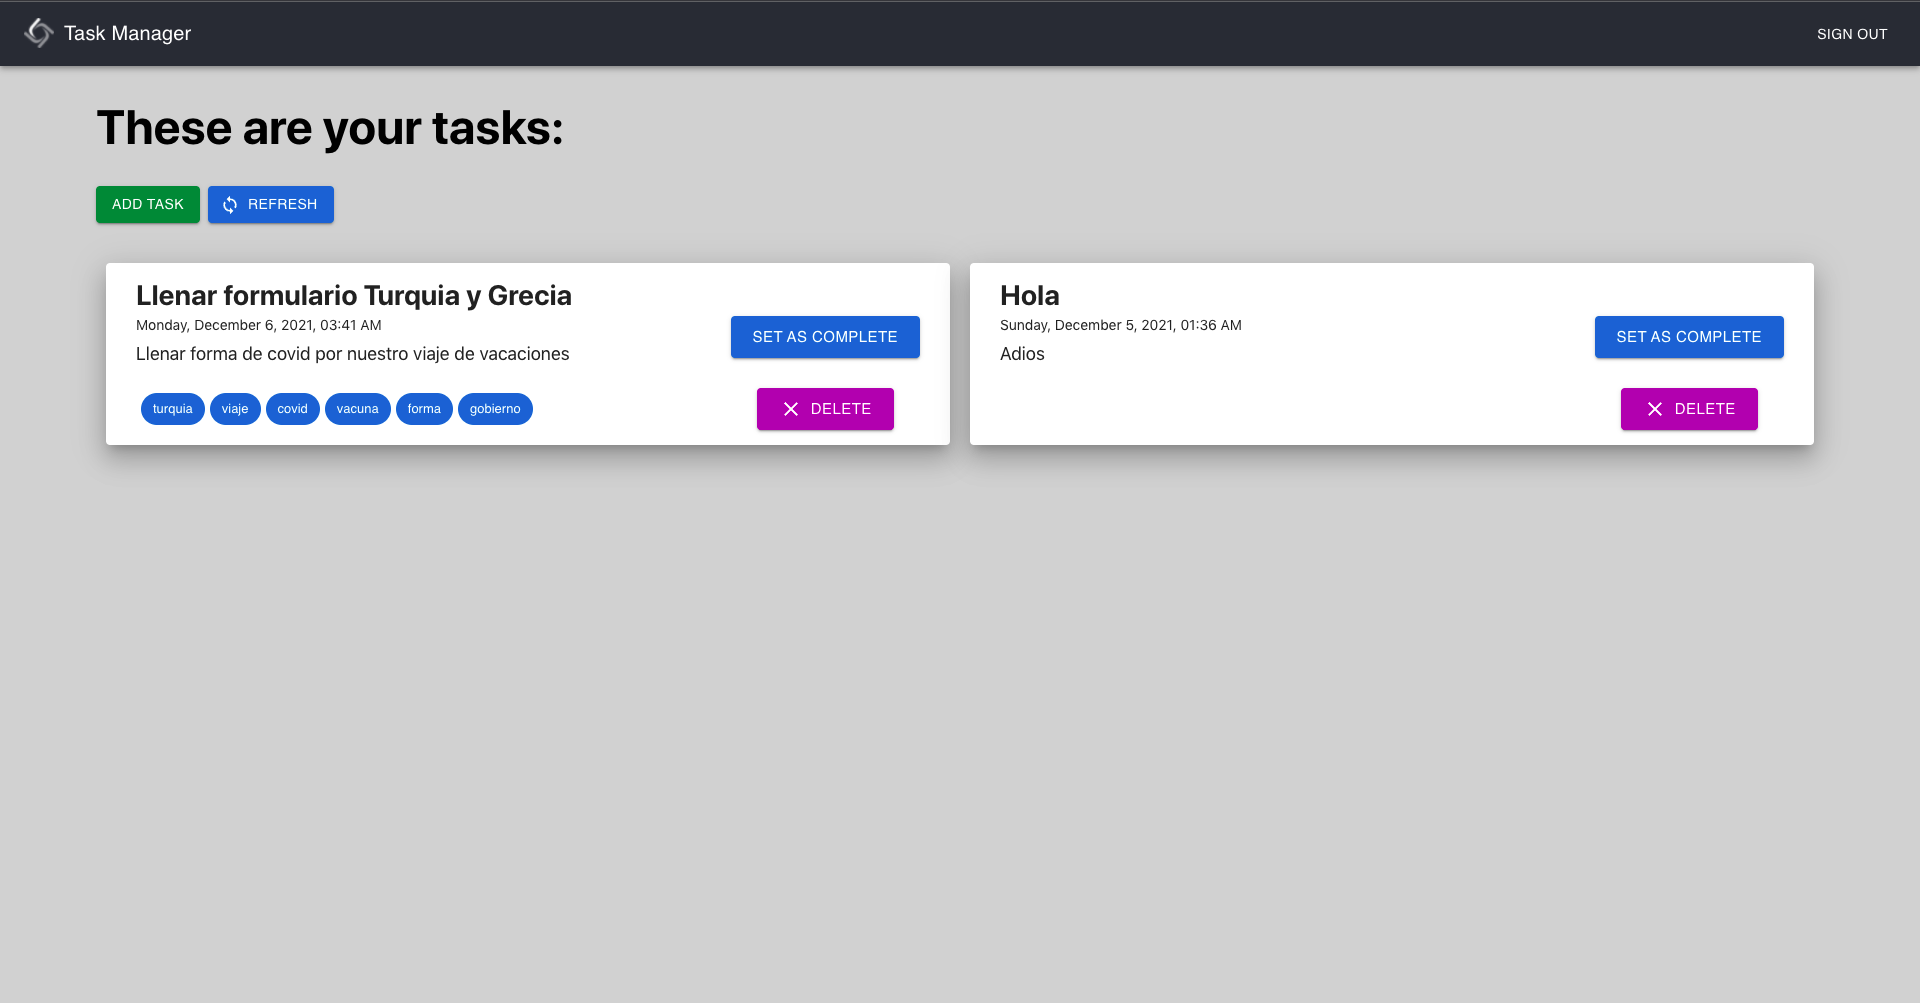 Task Manager
SIGN OUT
These are your tasks:
ADD TASK
REFRESH
Llenar formulario Turquia y Grecia
Monday, December 6, 2021, 03:41 AM
Llenar forma de covid por nuestro viaje de vacaciones
SET AS COMPLETE
turquia viaje covid vacuna forma gobierno
DELETE
Hola
Sunday, December 5, 2021, 01:36 AM
Adios
SET AS COMPLETE
DELETE